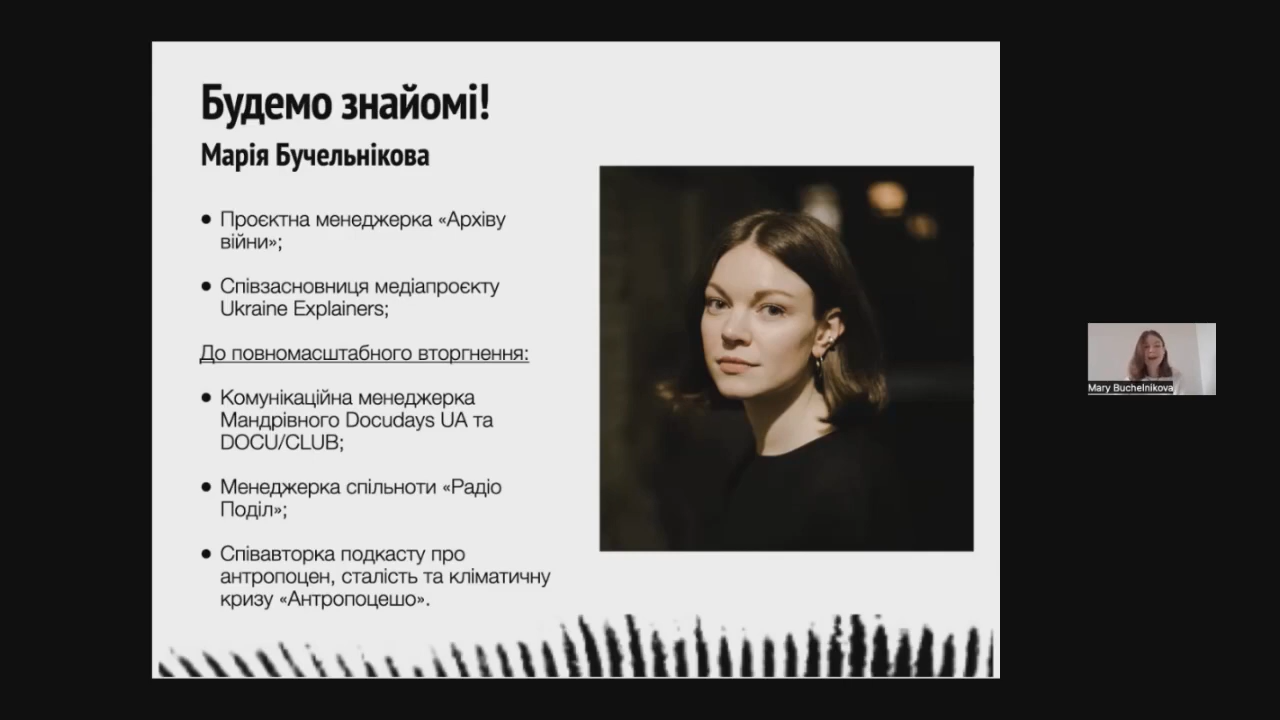 Будемо знайомі!
Марія Бучельнікова
● Проєктна менеджерка «Архіву
війни»;
● Співзасновниця медіапроєкту
Ukraine Explainers;
До повномасштабного вторгнення:
● Комунікаційна менеджерка
Мандрівного Docudays UA та
DOCU/CLUB;
● Менеджерка спільноти «Радіо
Поділ»;
● Співавторка подкасту про
антропоцен, сталість та кліматичну
кризу «Антропоцешо».
Mary Buchelnikova